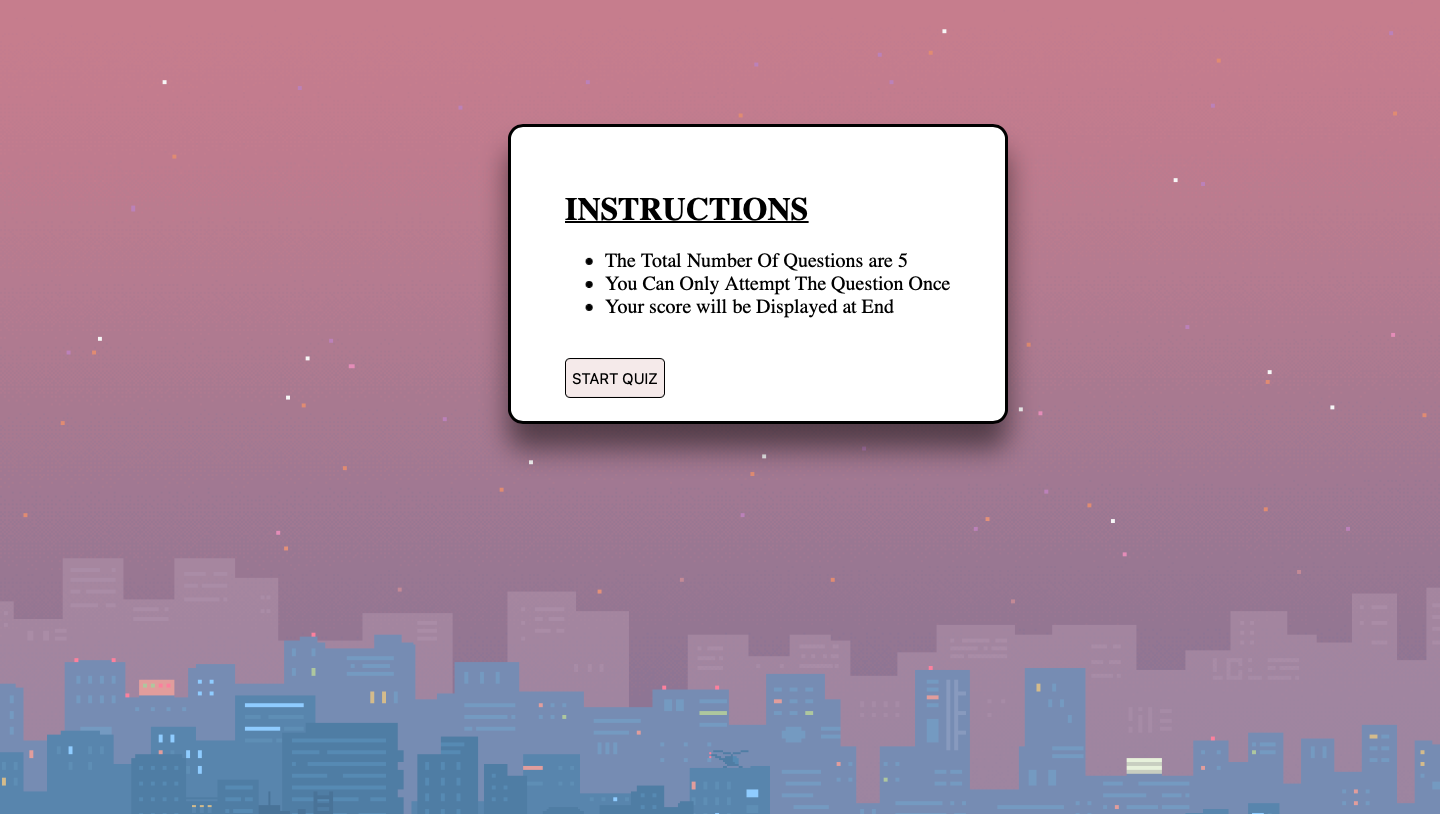 INSTRUCTIONS
The Total Number Of Questions are 5
You Can Only Attempt The Question Once
Your score will be Displayed at End
START QUIZ